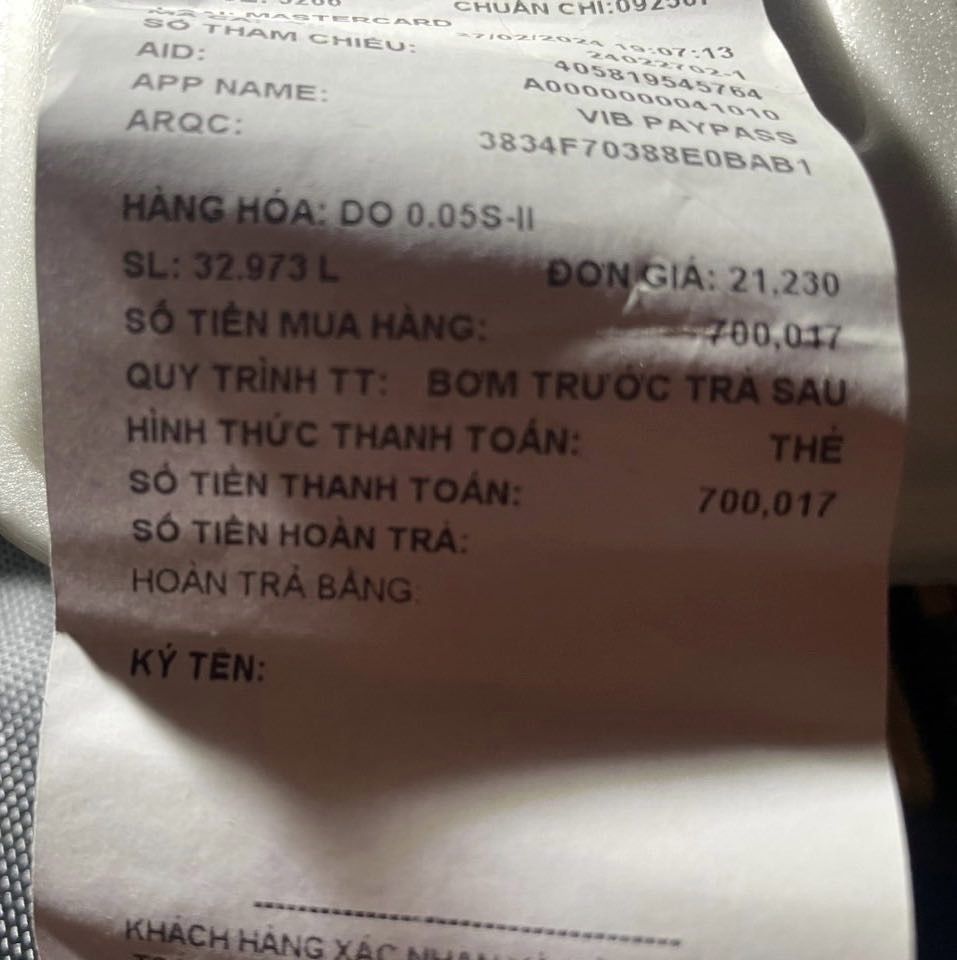 CHUẨN CHI:
MASTERCARD 27/02/2024 19:07:13
24022702-1
SỐ THAM CHIẾU: 405819545764
AID: A0000000041010
APP NAME: VIB PAYPASS
ARQC: 3834F70388E0BAB1
HÀNG HÓA: DO 0.05S-II
SL: 32.973 L ĐƠN GIÁ: 21,230
SỐ TIỀN MUA HÀNG: 700,017
QUY TRÌNH TT: BƠM TRƯỚC TRẢ SAU
HÌNH THỨC THANH TOÁN: THẺ
SỐ TIỀN THANH TOÁN: 700,017
SỐ TIỀN HOÀN TRẢ:
HOÀN TRẢ BẰNG:
KÝ TÊN:
KHÁCH HÀNG XÁC NHẬN